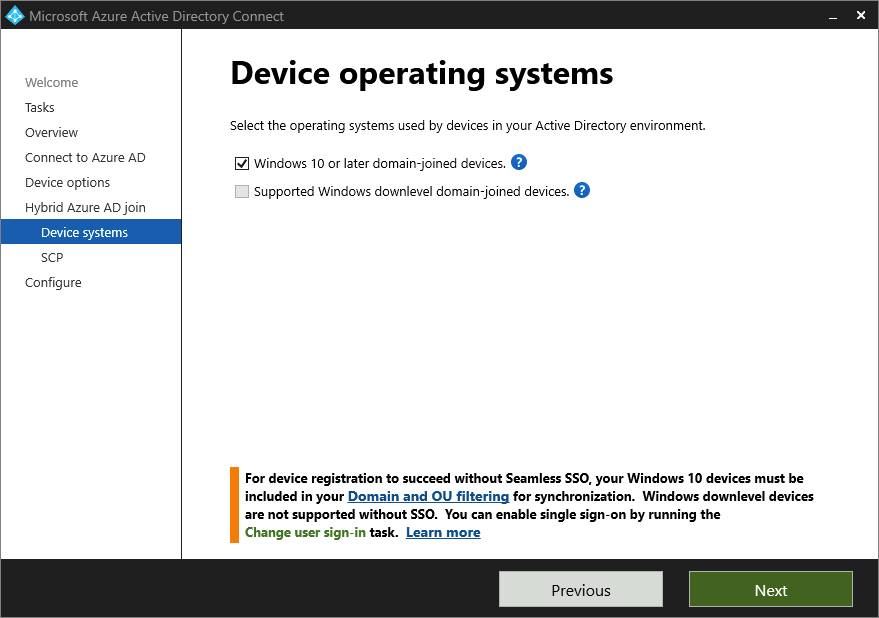 Microsoft Azure Active Directory Connect
Welcome
Tasks
Overview
Connect to Azure AD
Device options
Hybrid Azure AD join
Device systems
SCP
Configure
Device operating systems
Select the operating systems used by devices in your Active Directory environment.
Windows 10 or later domain-joined devices. ?
Supported Windows downlevel domain-joined devices. ?
For device registration to succeed without Seamless SSO, your Windows 10 devices must be
included in your Domain and OU filtering for synchronization. Windows downlevel devices
are not supported without SSO. You can enable single sign-on by running the
Change user sign-in task. Learn more
Previous
Next